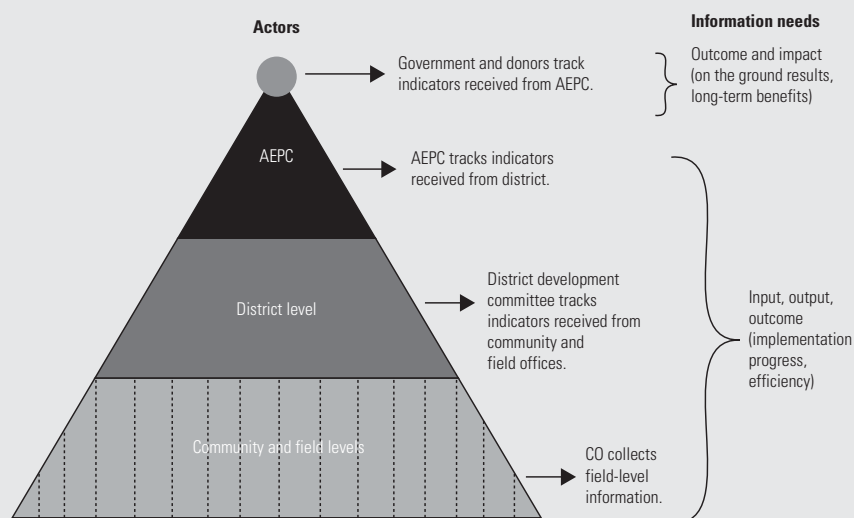 Actors
Information needs
Government and donors track
indicators received from AEPC.
Outcome and impact
(on the ground results,
long-term benefits)
AEPC
AEPC tracks indicators
received from district.
District level
District development
committee tracks
indicators received from
community and
field offices.
Input, output,
outcome
(implementation
progress,
efficiency)
Community and field levels
CO collects
field-level
information.